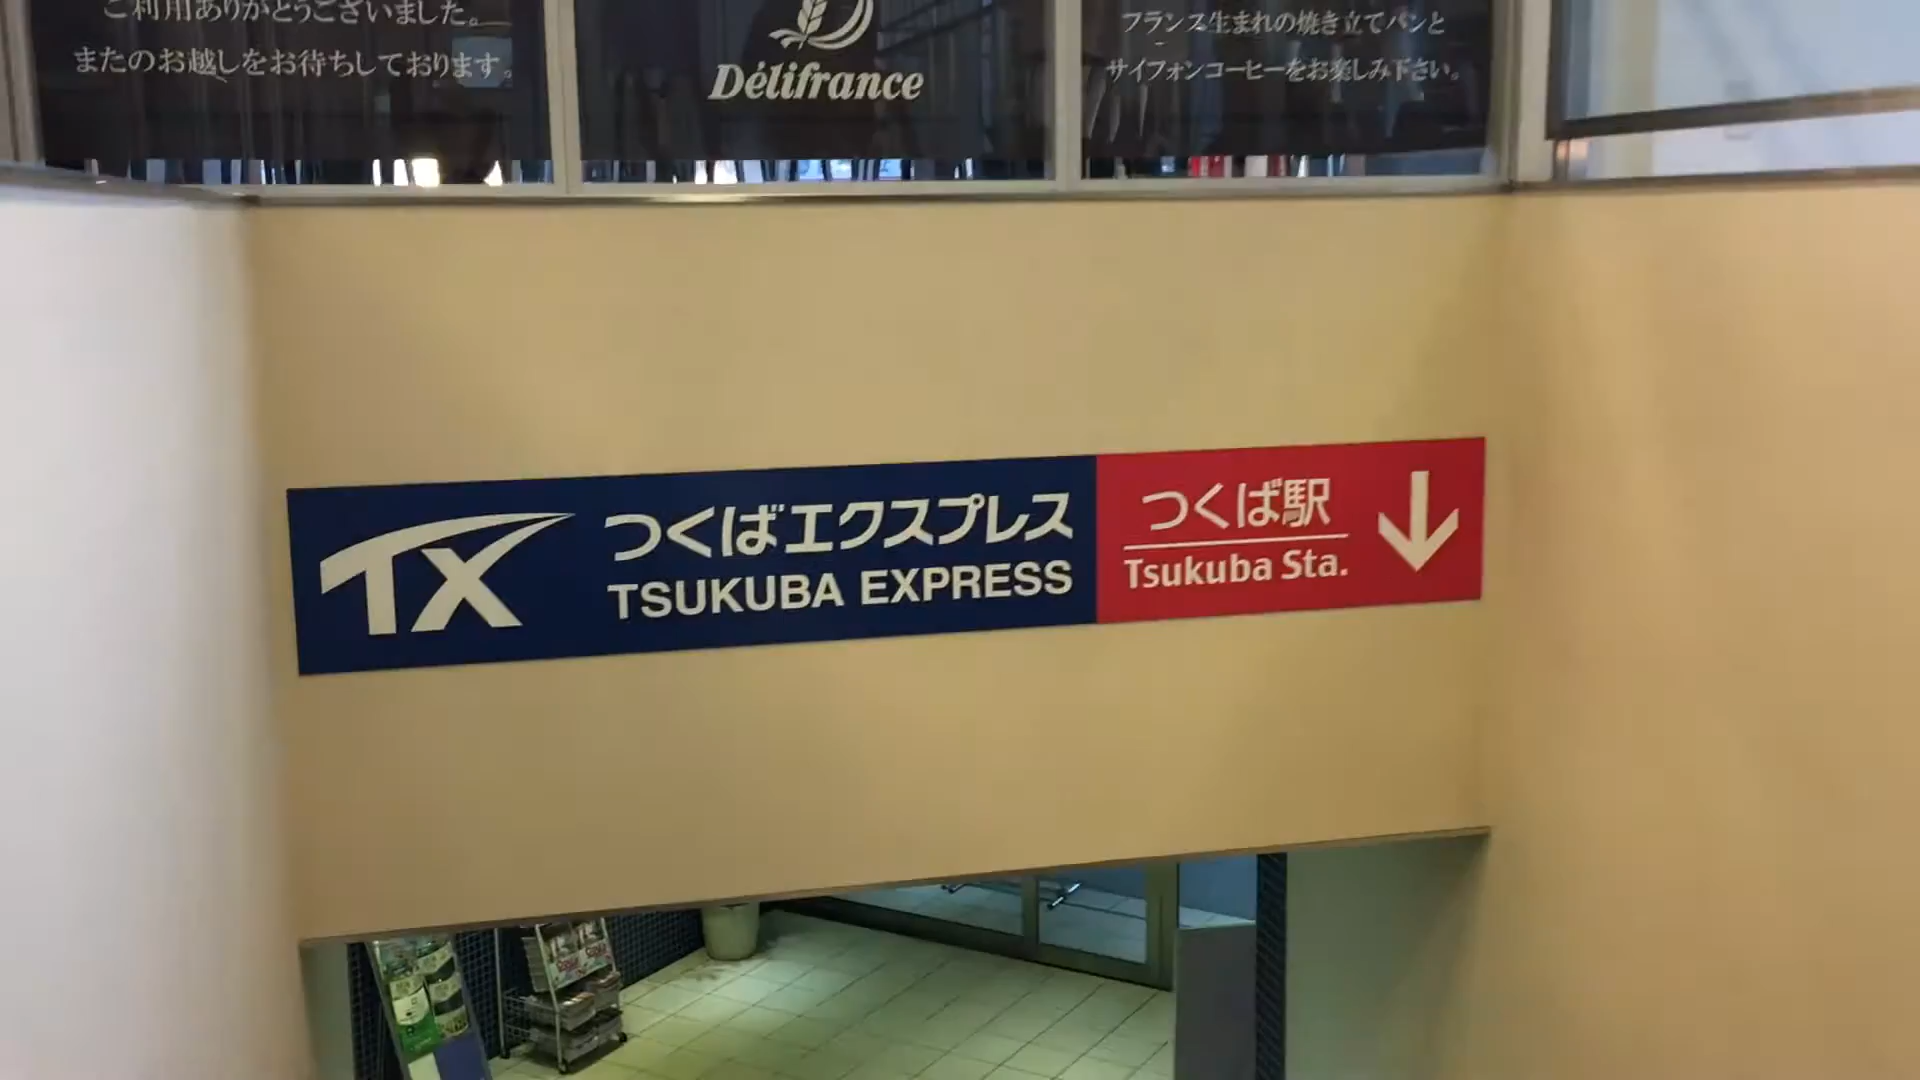 ご利用ありがとうございました。
またのお越しをお待ちしております。
Délifrance
フランス生まれの焼き立てパンと
サイフォンコーヒーをお楽しみ下さい。
TX
つくばエクスプレス
TSUKUBA EXPRESS
つくば駅
Tsukuba Sta.